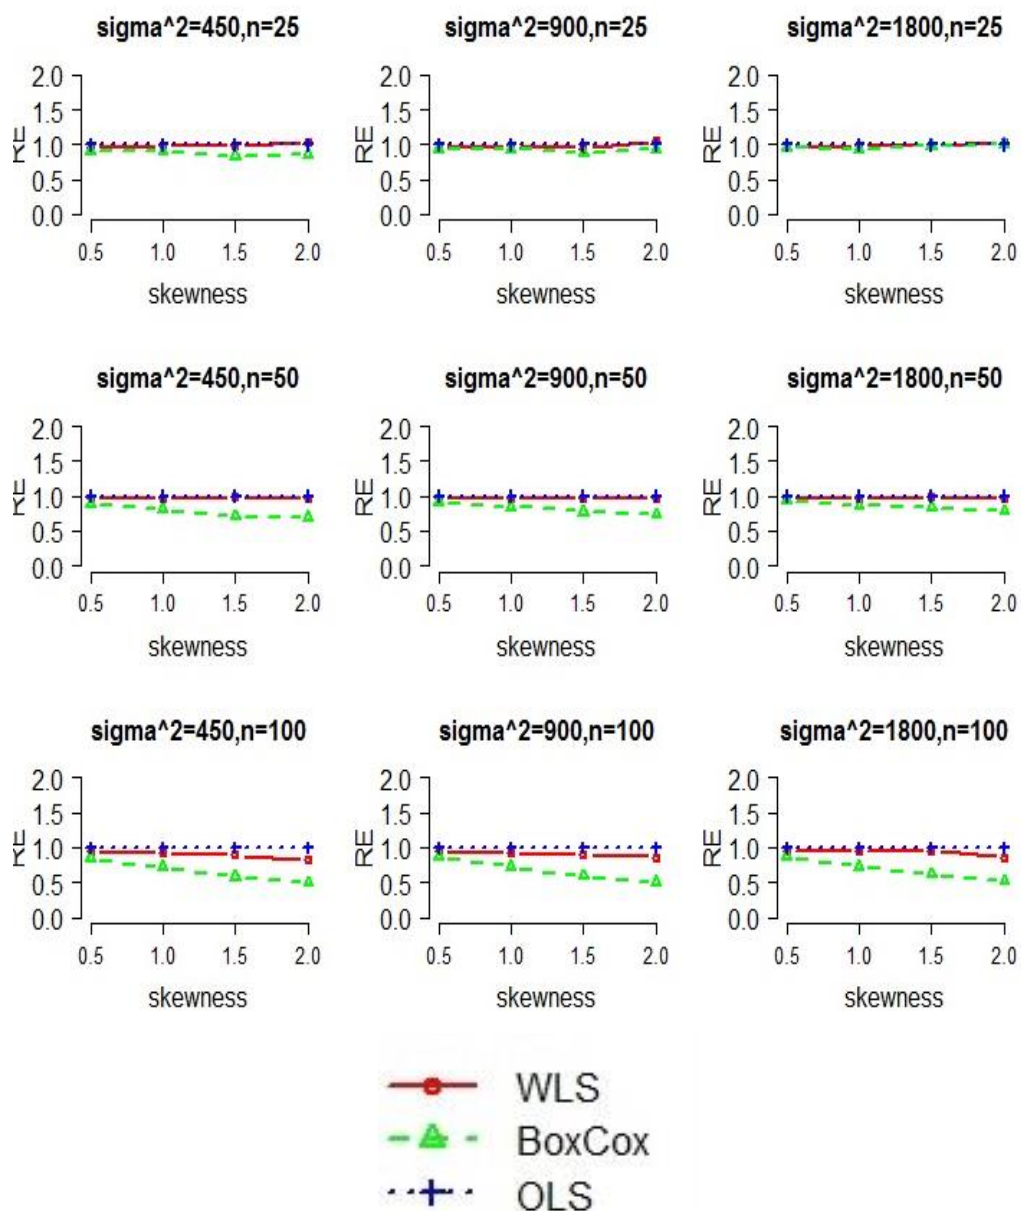 sigma^2=450,n=25
sigma^2=900,n=25
sigma^2=1800,n=25
RE
2.0
1.5
1.0
0.5
0.0
0.5 1.0 1.5 2.0
skewness
RE
2.0
1.5
1.0
0.5
0.0
0.5 1.0 1.5 2.0
skewness
RE
2.0
1.5
1.0
0.5
0.0
0.5 1.0 1.5 2.0
skewness
sigma^2=450,n=50
sigma^2=900,n=50
sigma^2=1800,n=50
RE
2.0
1.5
1.0
0.5
0.0
0.5 1.0 1.5 2.0
skewness
RE
2.0
1.5
1.0
0.5
0.0
0.5 1.0 1.5 2.0
skewness
RE
2.0
1.5
1.0
0.5
0.0
0.5 1.0 1.5 2.0
skewness
sigma^2=450,n=100
sigma^2=900,n=100
sigma^2=1800,n=100
RE
2.0
1.5
1.0
0.5
0.0
0.5 1.0 1.5 2.0
skewness
RE
2.0
1.5
1.0
0.5
0.0
0.5 1.0 1.5 2.0
skewness
RE
2.0
1.5
1.0
0.5
0.0
0.5 1.0 1.5 2.0
skewness
WLS
BoxCox
OLS